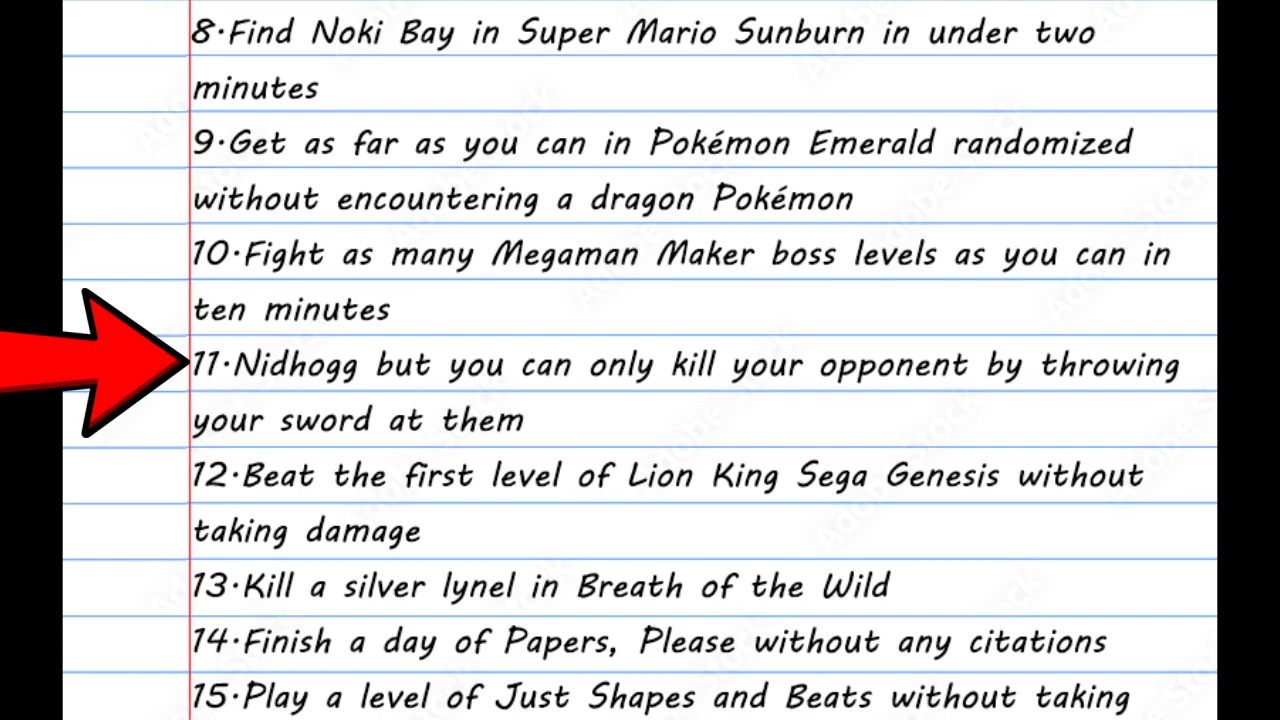 8·Find Noki Bay in Super Mario Sunburn in under two
minutes
9·Get as far as you can in Pokémon Emerald randomized
without encountering a dragon Pokémon
10·Fight as many Megaman Maker boss levels as you can in
ten minutes
11·Nidhogg but you can only kill your opponent by throwing
your sword at them
12·Beat the first level of Lion King Sega Genesis without
taking damage
13·Kill a silver lynel in Breath of the Wild
14·Finish a day of Papers, Please without any citations
15·Play a level of Just Shapes and Beats without taking